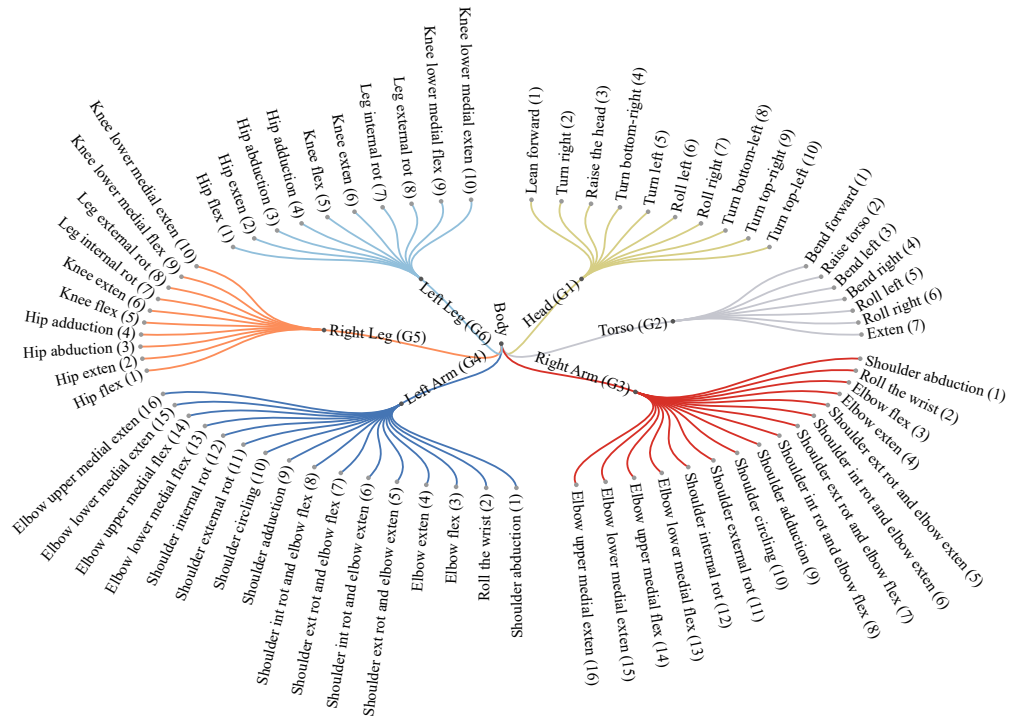 Body
Head (G1)
Lean forward (1)
Turn right (2)
Raise the head (3)
Turn bottom-right (4)
Turn left (5)
Roll left (6)
Roll right (7)
Turn bottom-left (8)
Turn top-right (9)
Turn top-left (10)
Torso (G2)
Bend forward (1)
Raise torso (2)
Bend left (3)
Bend right (4)
Roll left (5)
Roll right (6)
Exten (7)
Right Arm (G3)
Shoulder abduction (1)
Roll the wrist (2)
Elbow flex (3)
Elbow exten (4)
Shoulder ext rot and elbow exten (5)
Shoulder int rot and elbow exten (6)
Shoulder ext rot and elbow flex (7)
Shoulder int rot and elbow flex (8)
Shoulder adduction (9)
Shoulder circling (10)
Shoulder external rot (11)
Shoulder internal rot (12)
Elbow lower medial flex (13)
Elbow upper medial flex (14)
Elbow lower medial exten (15)
Elbow upper medial exten (16)
Left Arm (G4)
Shoulder abduction (1)
Roll the wrist (2)
Elbow flex (3)
Elbow exten (4)
Shoulder ext rot and elbow exten (5)
Shoulder int rot and elbow exten (6)
Shoulder ext rot and elbow flex (7)
Shoulder int rot and elbow flex (8)
Shoulder adduction (9)
Shoulder circling (10)
Shoulder external rot (11)
Shoulder internal rot (12)
Elbow lower medial flex (13)
Elbow upper medial flex (14)
Elbow lower medial exten (15)
Elbow upper medial exten (16)
Right Leg (G5)
Hip flex (1)
Hip exten (2)
Hip abduction (3)
Hip adduction (4)
Knee flex (5)
Knee exten (6)
Leg internal rot (7)
Leg external rot (8)
Knee lower medial flex (9)
Knee lower medial exten (10)
Left Leg (G6)
Hip flex (1)
Hip exten (2)
Hip abduction (3)
Hip adduction (4)
Knee flex (5)
Knee exten (6)
Leg internal rot (7)
Leg external rot (8)
Knee lower medial flex (9)
Knee lower medial exten (10)